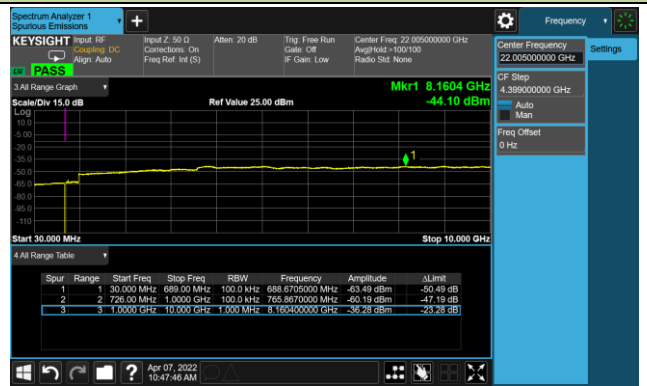 Spectrum Analyzer 1
Spurious Emissions
Frequency
KEYSIGHT Input: RF Input Z: 50 Ω Atten: 20 dB Trig: Free Run Center Freq: 22.005000000 GHz
Coupling: DC Corrections: On Gate: Off Avg|Hold:>100/100
Align: Auto Freq Ref: Int (S) IF Gain: Low Radio Std: None
LM PASS
Center Frequency
22.005000000 GHz
Settings
CF Step
4.399000000 GHz
Auto
Man
Freq Offset
0 Hz
3 All Range Graph
Mkr1 8.1604 GHz
Scale/Div 15.0 dB Ref Value 25.00 dBm -44.10 dBm
Log
10.0
-5.00
-20.0
-35.0
-50.0
-65.0
-80.0
-95.0
-110
1
Start 30.000 MHz Stop 10.000 GHz
4 All Range Table
Spur Range Start Freq Stop Freq RBW Frequency Amplitude ΔLimit
1 1 30.000 MHz 689.00 MHz 100.0 kHz 688.6705000 MHz -63.49 dBm -50.49 dB
2 2 726.00 MHz 1.0000 GHz 100.0 kHz 765.8670000 MHz -60.19 dBm -47.19 dB
3 3 1.0000 GHz 10.000 GHz 1.000 MHz 8.160400000 GHz -36.28 dBm -23.28 dB
?
Apr 07, 2022
10:47:46 AM